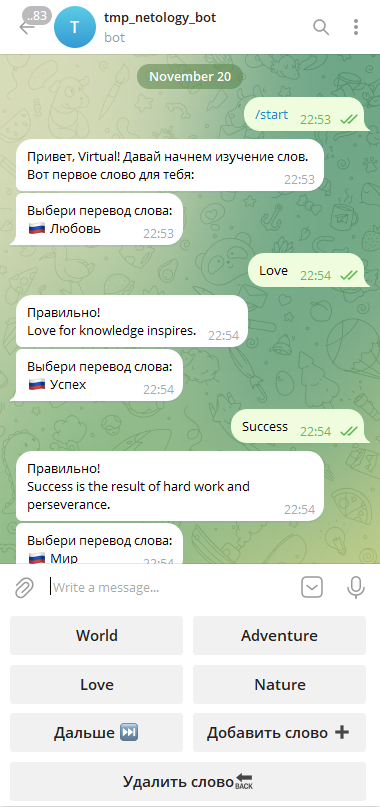 ..83
T
tmp_netology_bot
bot
November 20
/start 22:53
Привет, Virtual! Давай начнем изучение слов.
Вот первое слово для тебя:
22:53
Выбери перевод слова:
🇷🇺 Любовь 22:53
Love 22:54
Правильно!
Love for knowledge inspires. 22:54
Выбери перевод слова:
🇷🇺 Успех 22:54
Success 22:54
Правильно!
Success is the result of hard work and
perseverance. 22:54
Выбери перевод слова:
🇷🇺 Мир 22:54
Write a message...
World Adventure
Love Nature
Дальше ⏭ Добавить слово ➕
Удалить слово🔙